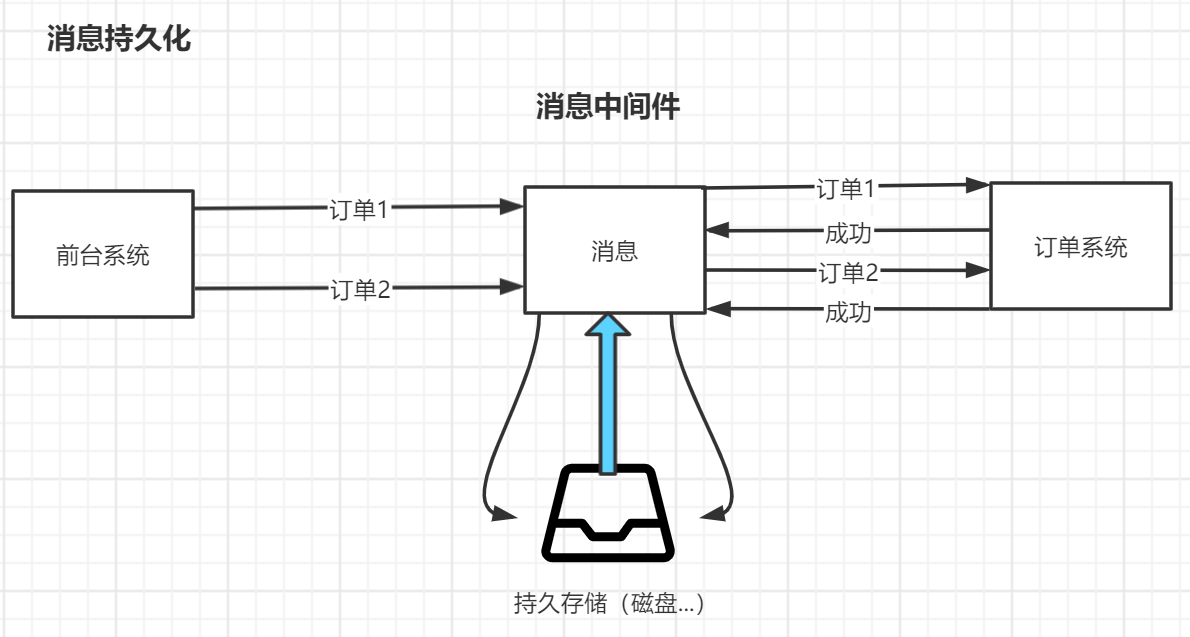 消息持久化
消息中间件
前台系统
订单1
订单2
消息
订单1
成功
订单2
成功
订单系统
持久存储（磁盘...）